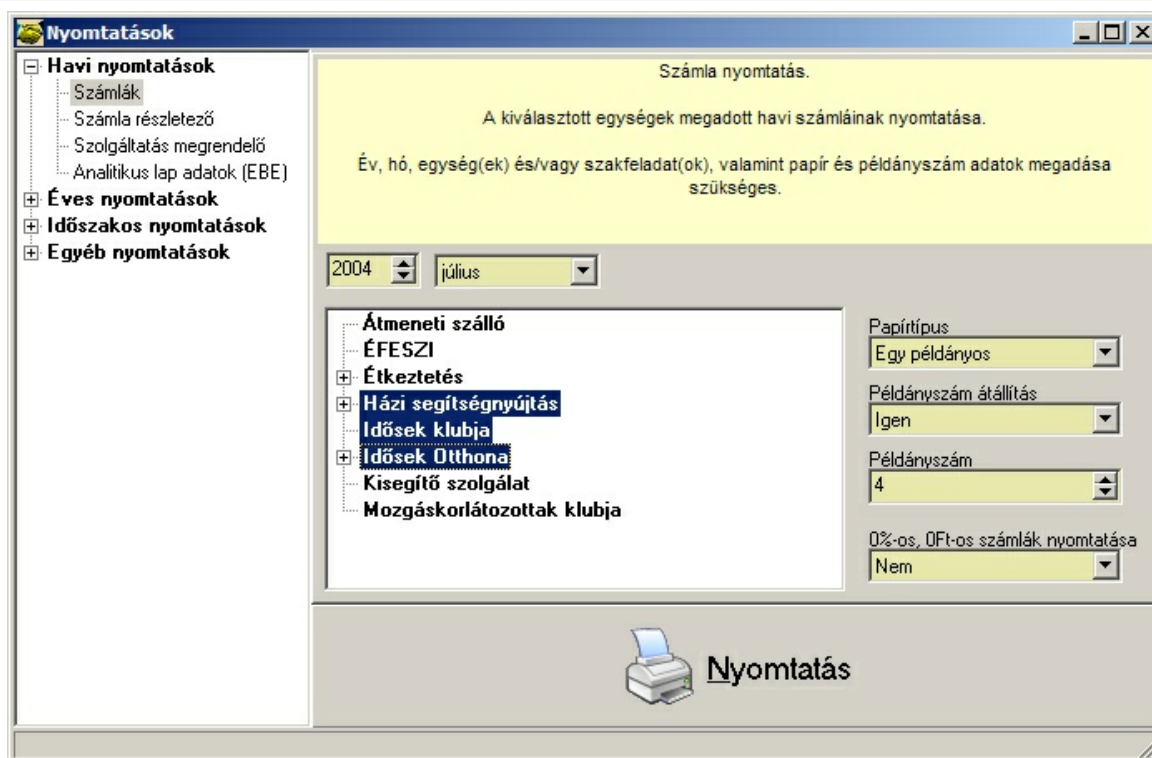 Nyomtatások
Havi nyomtatások
Számlák
Számla részletező
Szolgáltatás megrendelő
Analitikus lap adatok (EBE)
Éves nyomtatások
Időszakos nyomtatások
Egyéb nyomtatások
Számla nyomtatás.
A kiválasztott egységek megadott havi számláinak nyomtatása.
Év, hó, egység(ek) és/vagy szakfeladat(ok), valamint papír és példányszám adatok megadása
szükséges.
2004 július
Átmeneti szálló
ÉFESZI
Étkeztetés
Házi segítségnyújtás
Idősek klubja
Idősek Otthona
Kisegítő szolgálat
Mozgáskorlátozottak klubja
Papírtípus
Egy példányos
Példányszám átállítás
Igen
Példányszám
4
0%-os, 0Ft-os számlák nyomtatása
Nem
Nyomtatás